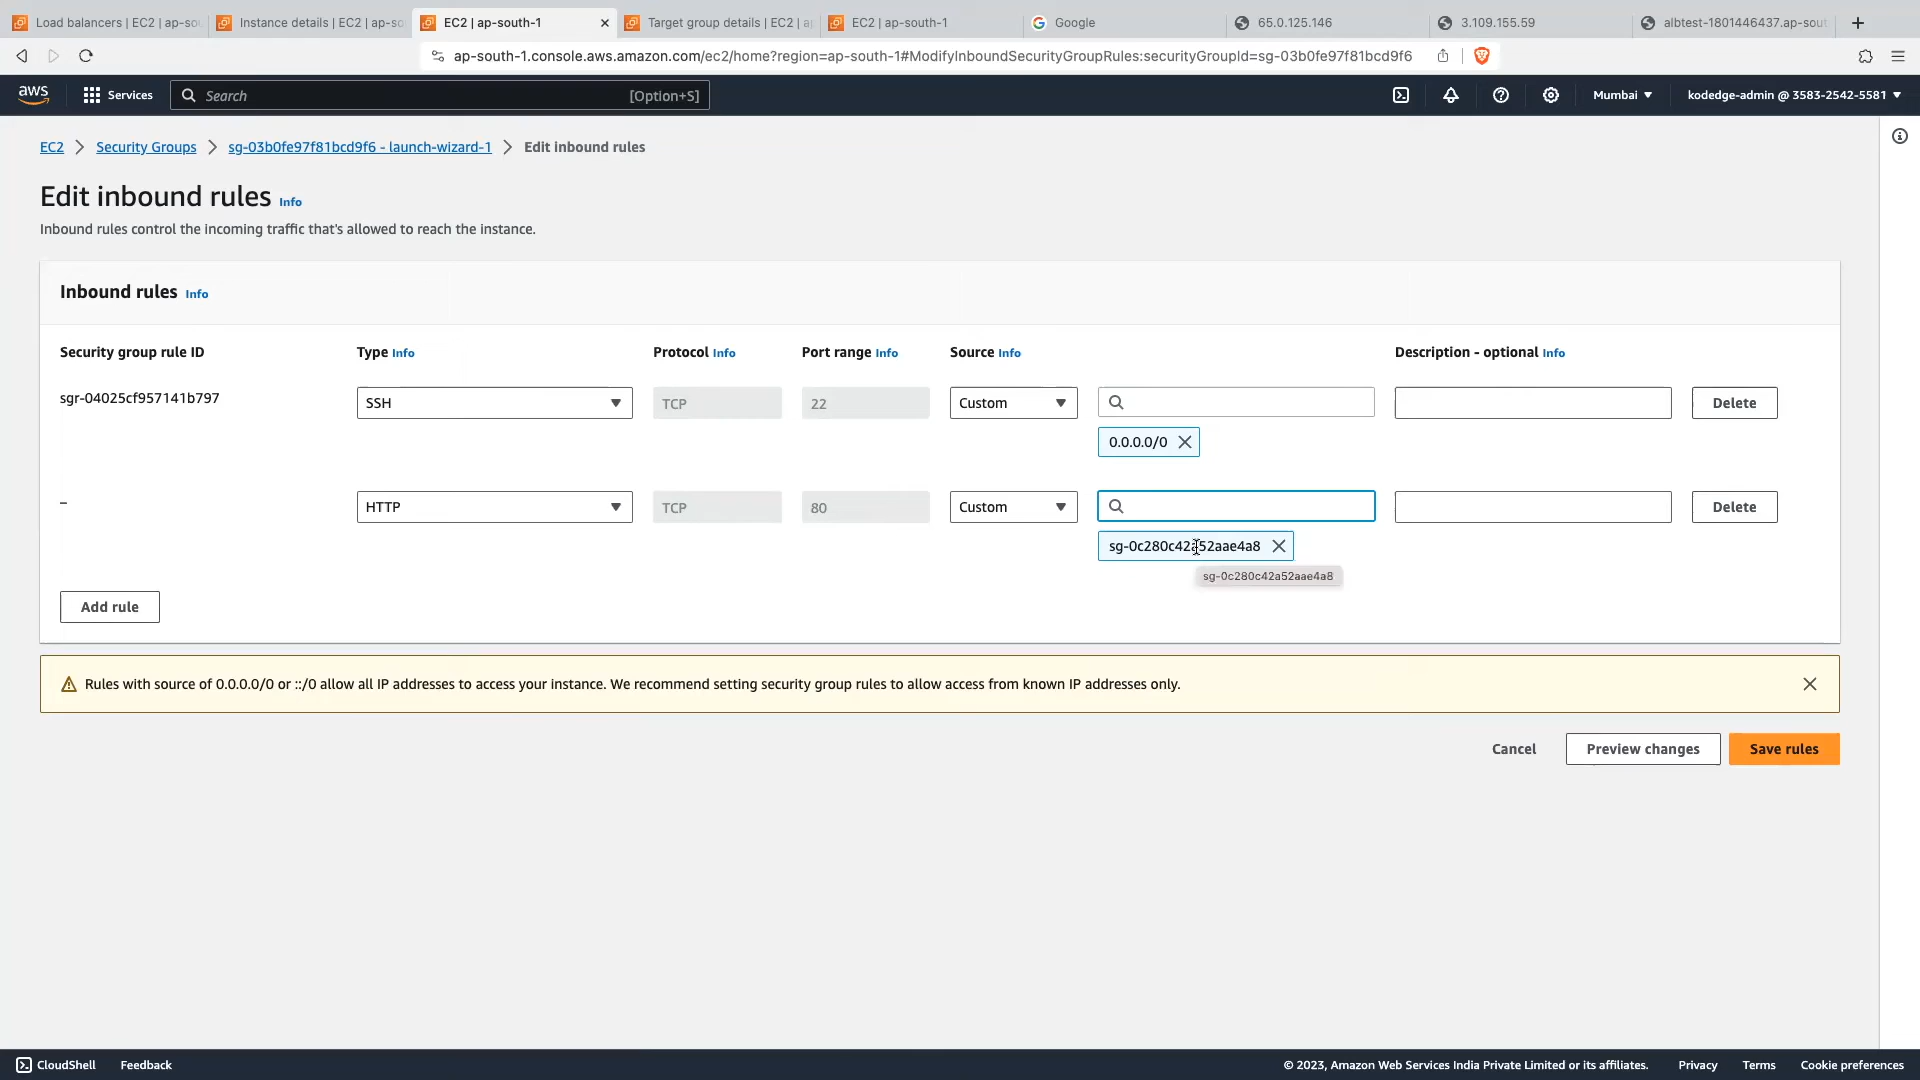 Load balancers | EC2 | ap-sou
Instance details | EC2 | ap-so
EC2 | ap-south-1
Target group details | EC2 | a
EC2 | ap-south-1
Google
65.0.125.146
3.109.155.59
albtest-1801446437.ap-sout
ap-south-1.console.aws.amazon.com/ec2/home?region=ap-south-1#ModifyInboundSecurityGroupRules:securityGroupId=sg-03b0fe97f81bcd9f6
aws
Services
Search
[Option+S]
Mumbai
kodedge-admin @ 3583-2542-5581
EC2
Security Groups
sg-03b0fe97f81bcd9f6 - launch-wizard-1
Edit inbound rules
Edit inbound rules Info
Inbound rules control the incoming traffic that's allowed to reach the instance.
Inbound rules Info
Security group rule ID
Type Info
Protocol Info
Port range Info
Source Info
Description - optional Info
sgr-04025cf957141b797
SSH
TCP
22
Custom
Delete
0.0.0.0/0
–
HTTP
TCP
80
Custom
Delete
sg-0c280c42a52aae4a8
sg-0c280c42a52aae4a8
Add rule
Rules with source of 0.0.0.0/0 or ::/0 allow all IP addresses to access your instance. We recommend setting security group rules to allow access from known IP addresses only.
Cancel
Preview changes
Save rules
CloudShell
Feedback
© 2023, Amazon Web Services India Private Limited or its affiliates.
Privacy
Terms
Cookie preferences